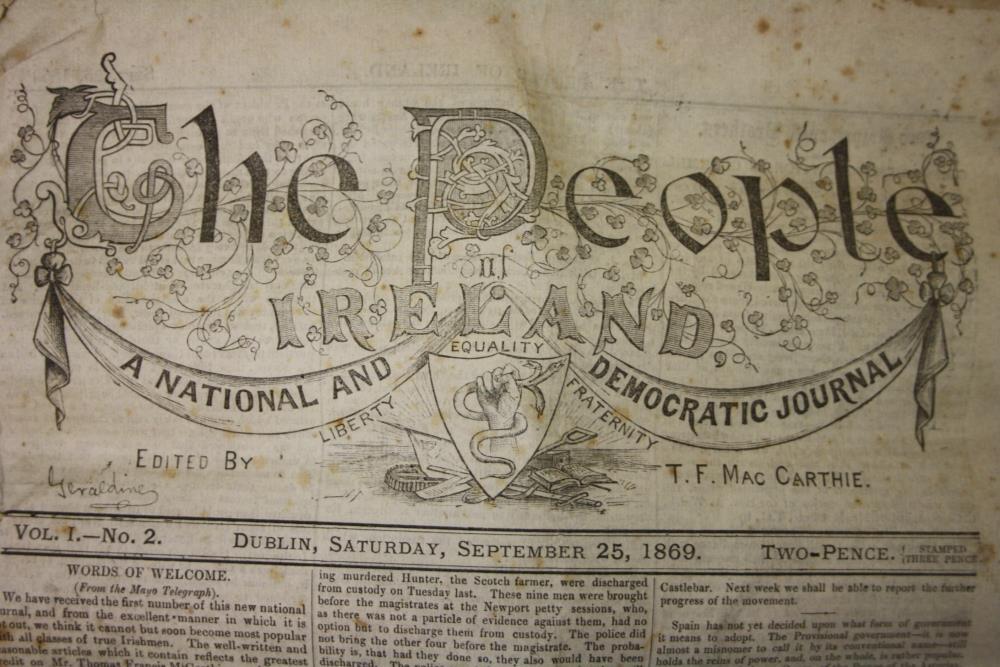 The People
of
IRELAND,
A NATIONAL AND DEMOCRATIC JOURNAL
LIBERTY EQUALITY FRATERNITY
EDITED BY T. F. MAC CARTHIE.
Geraldine
VOL. I.—NO. 2. DUBLIN, SATURDAY, SEPTEMBER 25, 1869. TWO-PENCE. { STAMPED
THREE PENCE
WORDS OF WELCOME.
(From the Mayo Telegraph).
We have received the first number of this new national
and from the excellent manner in which it is
out, we think it cannot but soon become most popular
all classes of true Irishmen. The well-written and
articles which it contain reflects the greatest
on Mr. Thomas Francis
ing murdered Hunter, the Scotch farmer, were discharged
from custody on Tuesday last. These nine men were brought
before the magistrates at the Newport petty sessions, who,
as there was not a particle of evidence against them, had no
option but to discharge them from custody. The police did
not bring the other four before the magistrate. The proba-
bility is, that had they done so, they also would have been
discharged. The
Castlebar. Next week we shall be able to report the further
progress of the movement.
Spain has not yet decided upon what form of government
it means to adopt. The Provisional government—it is now
almost a misnomer to call it by its conventional name—still
holds the reins of power, and, on the whole, is rather popular.